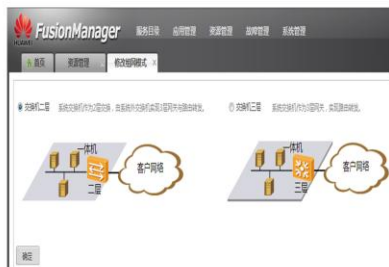 HUAWEI FusionManager 服务目录 应用管理 资源管理 故障管理 系统管理
首页 资源管理 修改组网模式 ×
交换机二层 系统交换机作为2层交换，由系统外交换机实现3层网关与路由转发。 交换机三层 系统交换机作为3层网关，实现路由转发。
一体机 一体机
客户网络 客户网络
二层 三层
确定